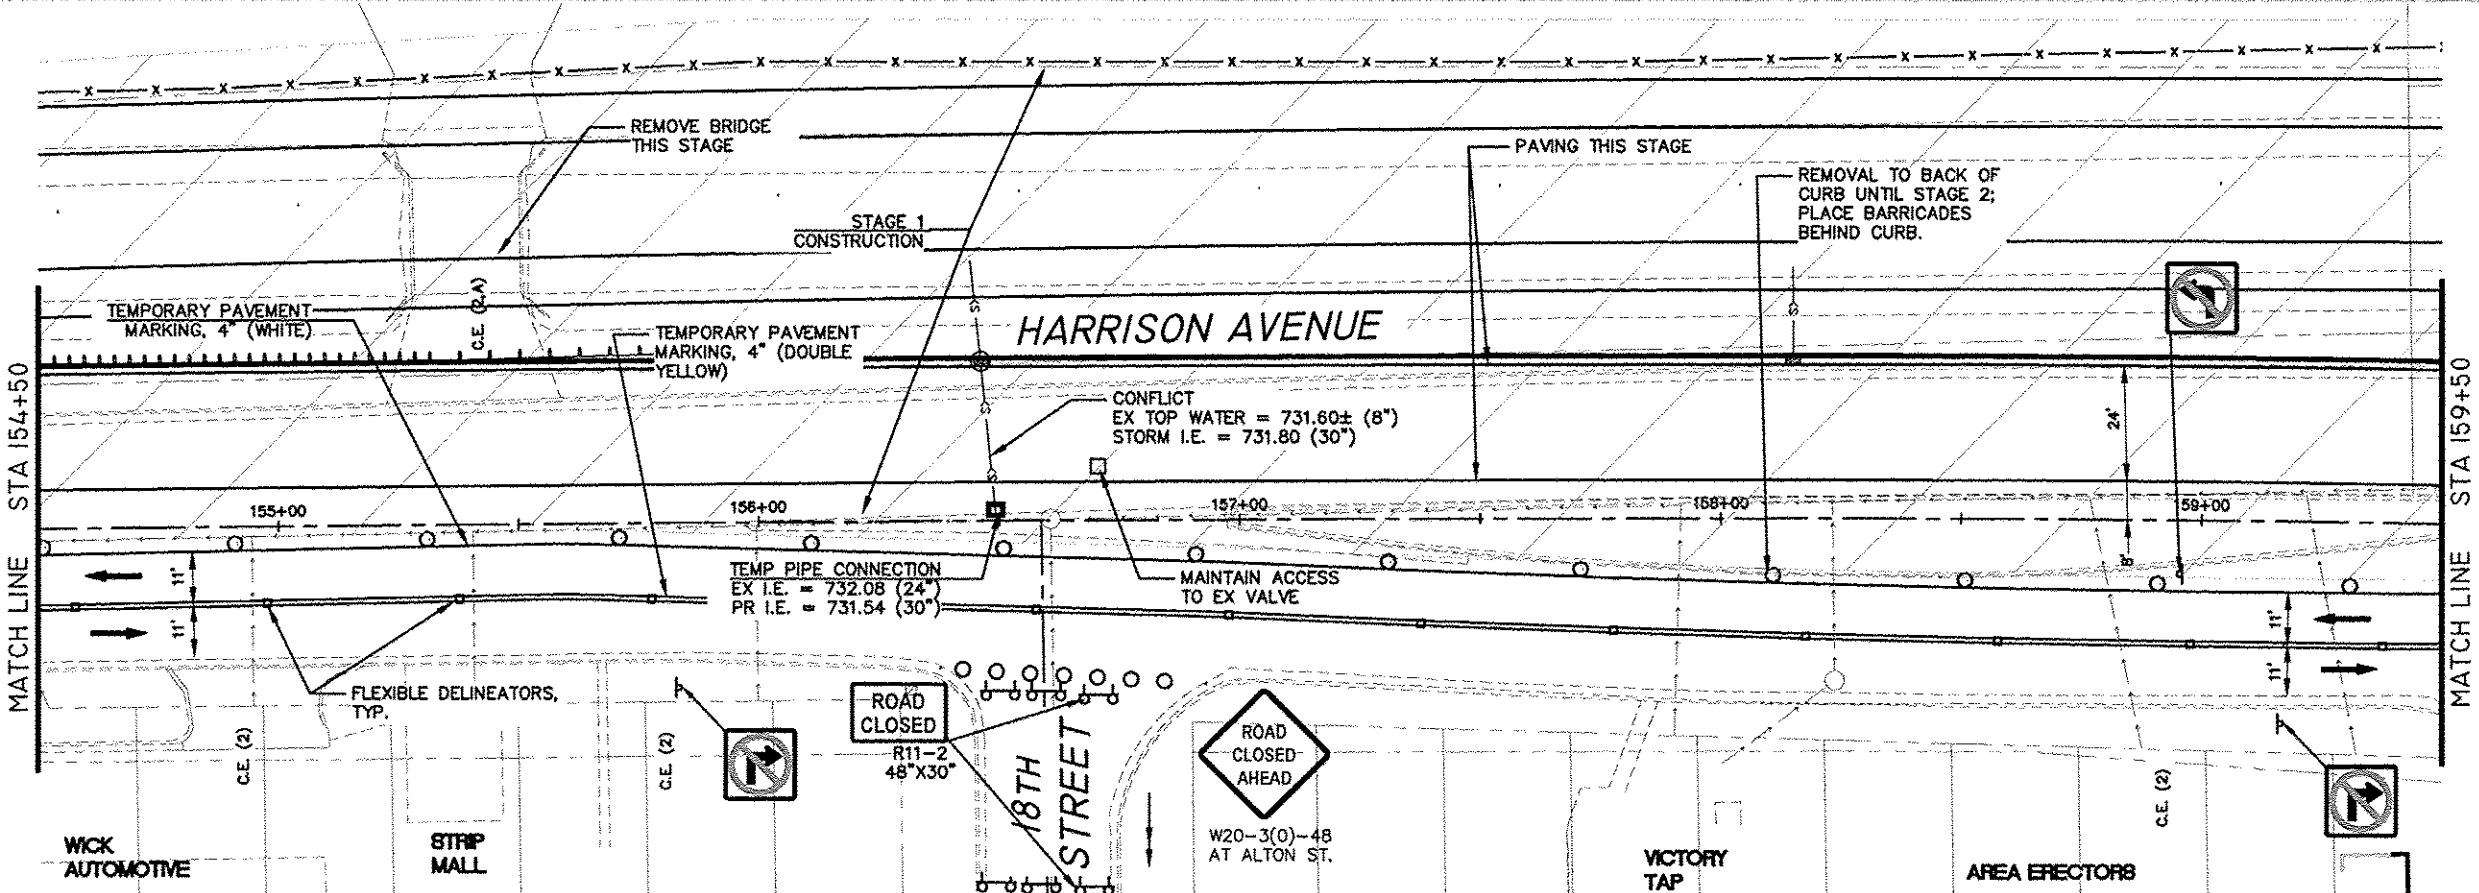 REMOVE BRIDGE
THIS STAGE
PAVING THIS STAGE
REMOVAL TO BACK OF
CURB UNTIL STAGE 2;
PLACE BARRICADES
BEHIND CURB.
STAGE 1
CONSTRUCTION
C.E. (2,A)
TEMPORARY PAVEMENT
MARKING, 4" (WHITE)
TEMPORARY PAVEMENT
MARKING, 4" (DOUBLE
YELLOW)
HARRISON AVENUE
CONFLICT
EX TOP WATER = 731.60± (8")
STORM I.E. = 731.80 (30")
24'
MATCH LINE STA 154+50
MATCH LINE STA 159+50
155+00
156+00
157+00
158+00
59+00
8'
TEMP PIPE CONNECTION
EX I.E. = 732.08 (24")
PR I.E. = 731.54 (30")
MAINTAIN ACCESS
TO EX VALVE
11'
11'
11'
11'
FLEXIBLE DELINEATORS,
TYP.
C.E. (2)
C.E. (2)
C.E. (2)
ROAD
CLOSED
R11-2
48"X30"
18TH
STREET
ROAD
CLOSED
AHEAD
W20-3(O)-48
AT ALTON ST.
WICK
AUTOMOTIVE
STRIP
MALL
VICTORY
TAP
AREA ERECTORS